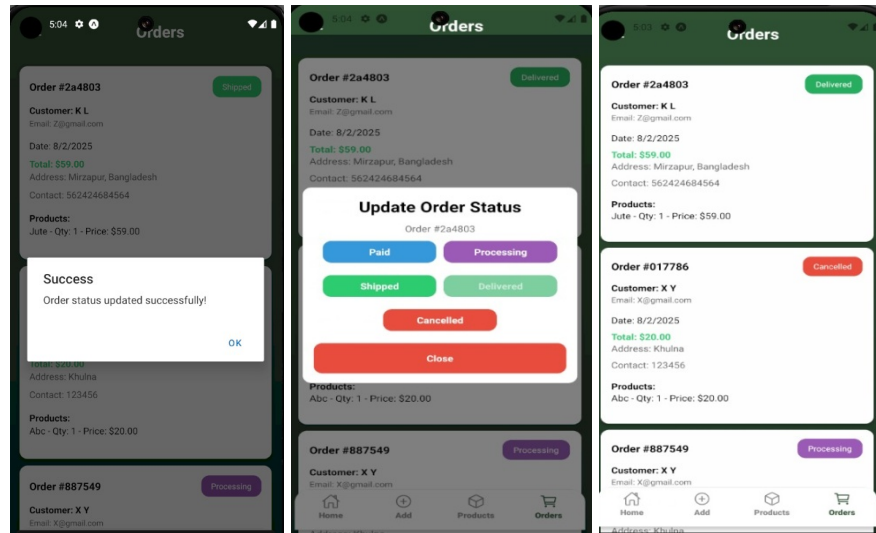 5:04
Orders
Order #2a4803
Shipped
Customer: K L
Email: Z@gmail.com
Date: 8/2/2025
Total: $59.00
Address: Mirzapur, Bangladesh
Contact: 562424684564
Products:
Jute - Qty: 1 - Price: $59.00
Success
Order status updated successfully!
OK
Total: $20.00
Address: Khulna
Contact: 123456
Products:
Abc - Qty: 1 - Price: $20.00
Order #887549
Processing
Customer: X Y
Email: X@gmail.com
5:04
Orders
Order #2a4803
Delivered
Customer: K L
Email: Z@gmail.com
Date: 8/2/2025
Total: $59.00
Address: Mirzapur, Bangladesh
Contact: 562424684564
Update Order Status
Order #2a4803
Paid
Processing
Shipped
Delivered
Cancelled
Close
Products:
Abc - Qty: 1 - Price: $20.00
Order #887549
Processing
Customer: X Y
Email: X@gmail.com
Home
Add
Products
Orders
5:03
Orders
Order #2a4803
Delivered
Customer: K L
Email: Z@gmail.com
Date: 8/2/2025
Total: $59.00
Address: Mirzapur, Bangladesh
Contact: 562424684564
Products:
Jute - Qty: 1 - Price: $59.00
Order #017786
Cancelled
Customer: X Y
Email: X@gmail.com
Date: 8/2/2025
Total: $20.00
Address: Khulna
Contact: 123456
Products:
Abc - Qty: 1 - Price: $20.00
Order #887549
Processing
Customer: X Y
Email: X@gmail.com
Home
Add
Products
Orders
Address: Khulna